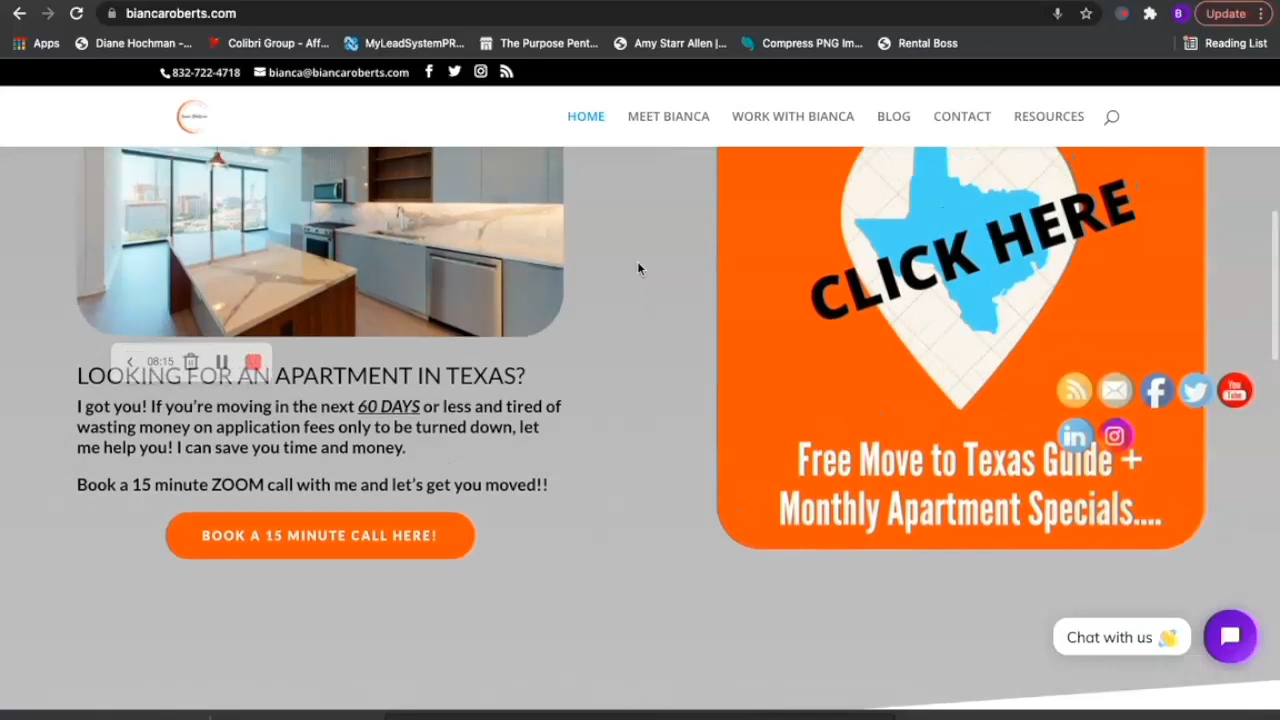 biancaroberts.com
B
Update
Apps
Diane Hochman -...
Colibri Group - Aff...
MyLeadSystemPR...
The Purpose Pent...
Amy Starr Allen |...
Compress PNG Im...
Rental Boss
Reading List
832-722-4718
bianca@biancaroberts.com
HOME
MEET BIANCA
WORK WITH BIANCA
BLOG
CONTACT
RESOURCES
CLICK HERE
08:15
LOOKING FOR AN APARTMENT IN TEXAS?
I got you! If you’re moving in the next 60 DAYS or less and tired of
wasting money on application fees only to be turned down, let
me help you! I can save you time and money.
Book a 15 minute ZOOM call with me and let’s get you moved!!
BOOK A 15 MINUTE CALL HERE!
You
Tube
Free Move to Texas Guide +
Monthly Apartment Specials....
Chat with us 👋